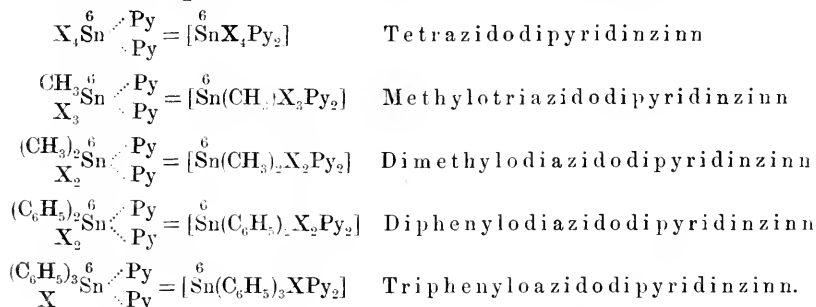 X₄Sn⁶ Py Py = [Sn⁶X₄Py₂] Tetrazidodipyridinzinn
CH₃ X₃ Sn⁶ Py Py = [Sn⁶(CH₃)X₃Py₂] Methylotriazidodipyridinzinn
(CH₃)₂ X₂ Sn⁶ Py Py = [Sn⁶(CH₃)₂X₂Py₂] Dimethylodiazidodipyridinzinn
(C₆H₅)₂ X₂ Sn⁶ Py Py = [Sn⁶(C₆H₅)₂X₂Py₂] Diphenylodiazidodipyridinzinn
(C₆H₅)₃ X Sn⁶ Py Py = [Sn⁶(C₆H₅)₃XPy₂] Triphenyloazidodipyridinzinn.